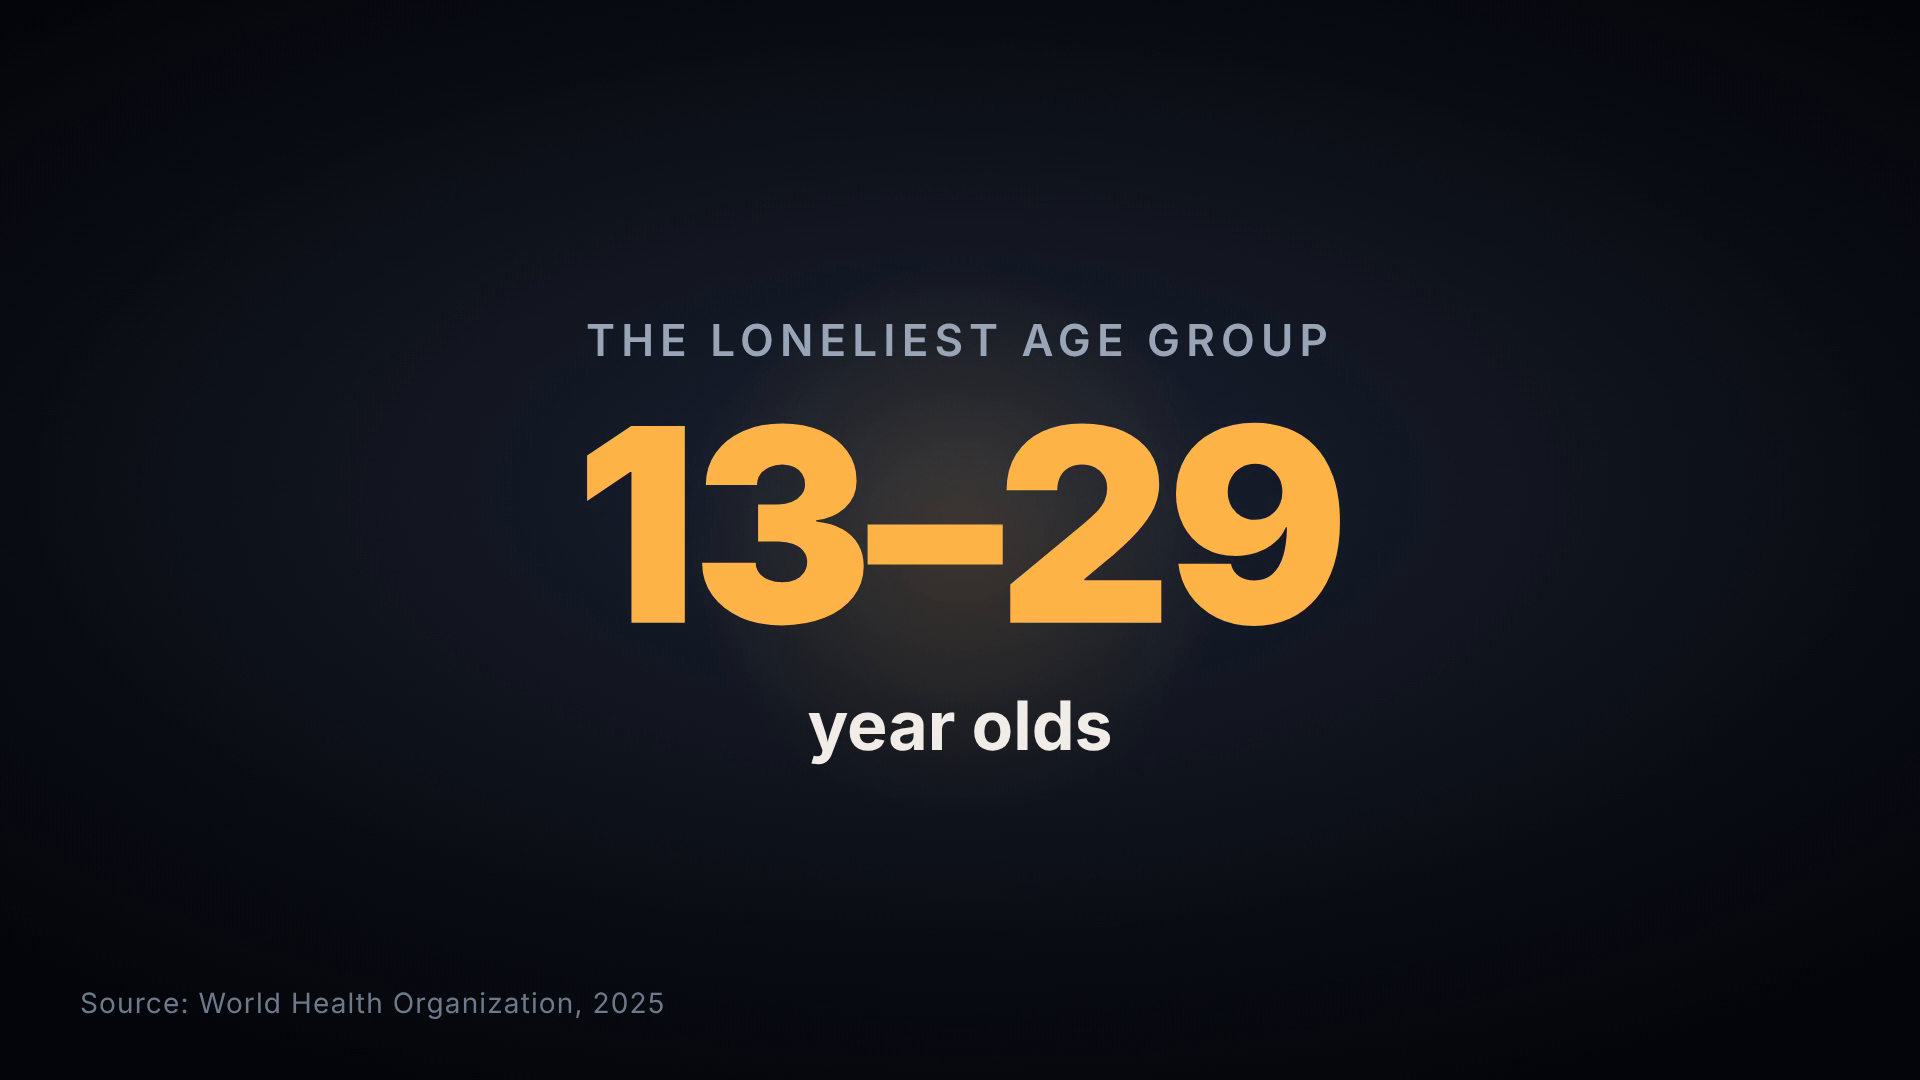 THE LONELIEST AGE GROUP
13–29
year olds
Source: World Health Organization, 2025